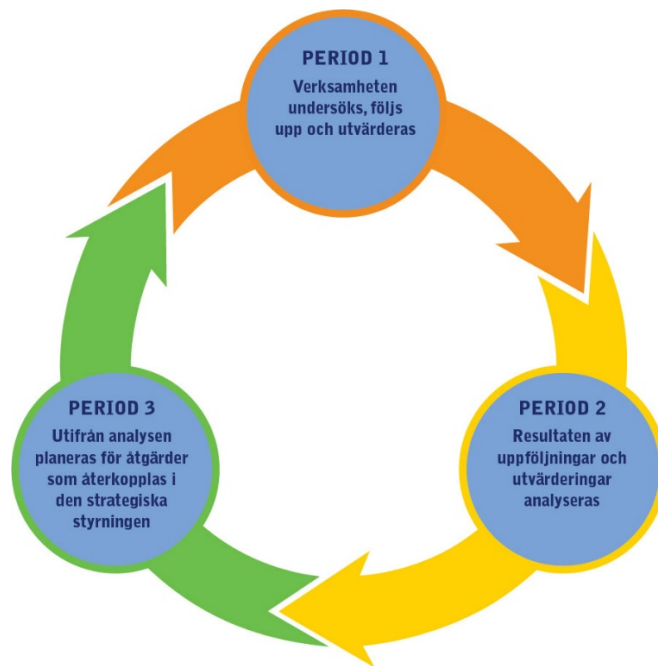 PERIOD 1
Verksamheten
undersöks, följs
upp och utvärderas
PERIOD 2
Resultaten av
uppföljningar och
utvärderingar
analyseras
PERIOD 3
Utifrån analysen
planeras för åtgärder
som återkopplas i
den strategiska
styrningen